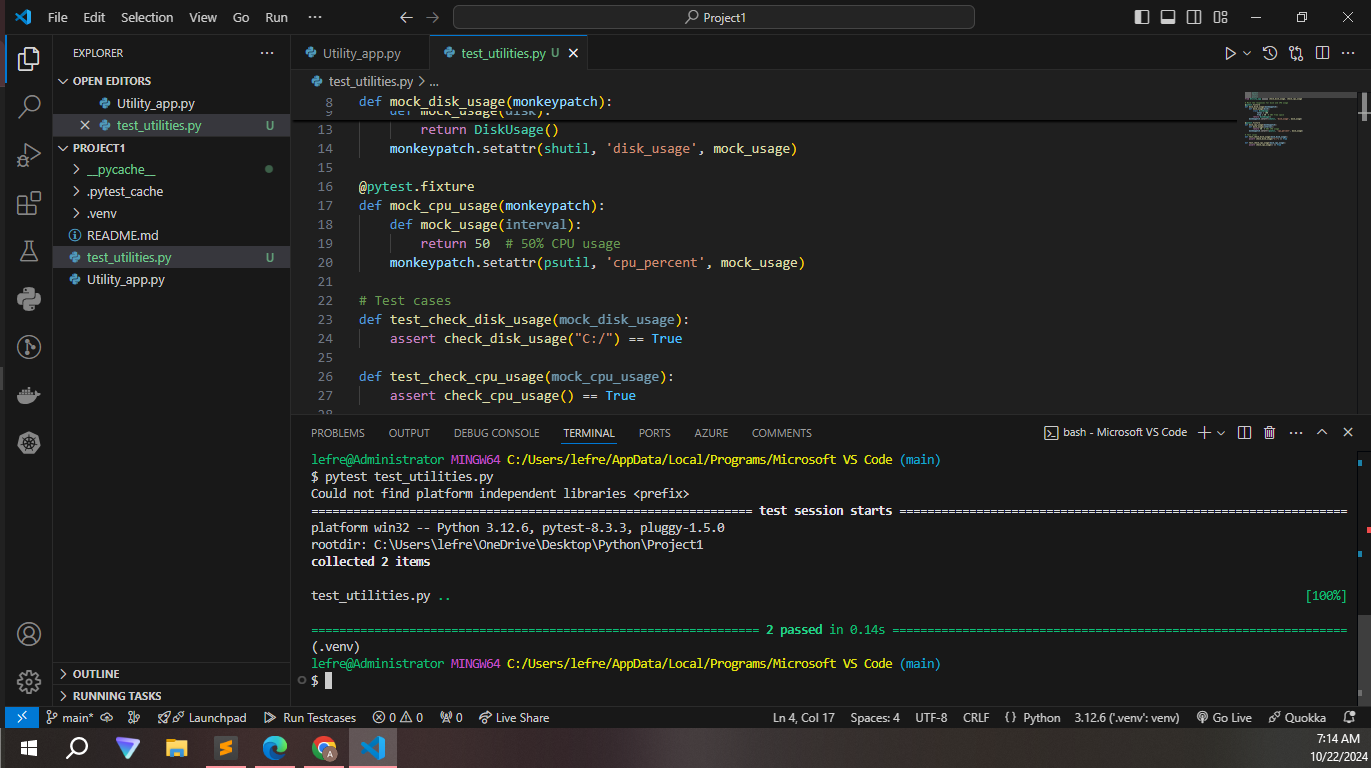 File Edit Selection View Go Run ···
Project1
EXPLORER ···
OPEN EDITORS
Utility_app.py
test_utilities.py U
PROJECT1
__pycache__
.pytest_cache
.venv
README.md
test_utilities.py U
Utility_app.py
OUTLINE
RUNNING TASKS
Utility_app.py test_utilities.py U
test_utilities.py > ...
8 def mock_disk_usage(monkeypatch):
9 def mock_usage(disk):
13 return DiskUsage()
14 monkeypatch.setattr(shutil, 'disk_usage', mock_usage)
15
16 @pytest.fixture
17 def mock_cpu_usage(monkeypatch):
18 def mock_usage(interval):
19 return 50  # 50% CPU usage
20 monkeypatch.setattr(psutil, 'cpu_percent', mock_usage)
21
22 # Test cases
23 def test_check_disk_usage(mock_disk_usage):
24 assert check_disk_usage("C:/") == True
25
26 def test_check_cpu_usage(mock_cpu_usage):
27 assert check_cpu_usage() == True
28
PROBLEMS OUTPUT DEBUG CONSOLE TERMINAL PORTS AZURE COMMENTS
bash - Microsoft VS Code
lefre@Administrator MINGW64 C:/Users/lefre/AppData/Local/Programs/Microsoft VS Code (main)
$ pytest test_utilities.py
Could not find platform independent libraries <prefix>
test session starts
platform win32 -- Python 3.12.6, pytest-8.3.3, pluggy-1.5.0
rootdir: C:\Users\lefre\OneDrive\Desktop\Python\Project1
collected 2 items
test_utilities.py .. [100%]
2 passed in 0.14s
(.venv)
lefre@Administrator MINGW64 C:/Users/lefre/AppData/Local/Programs/Microsoft VS Code (main)
$
main* Launchpad Run Testcases 0 0 0 Live Share Ln 4, Col 17 Spaces: 4 UTF-8 CRLF {} Python 3.12.6 ('.venv': venv) Go Live Quokka
A
7:14 AM
10/22/2024